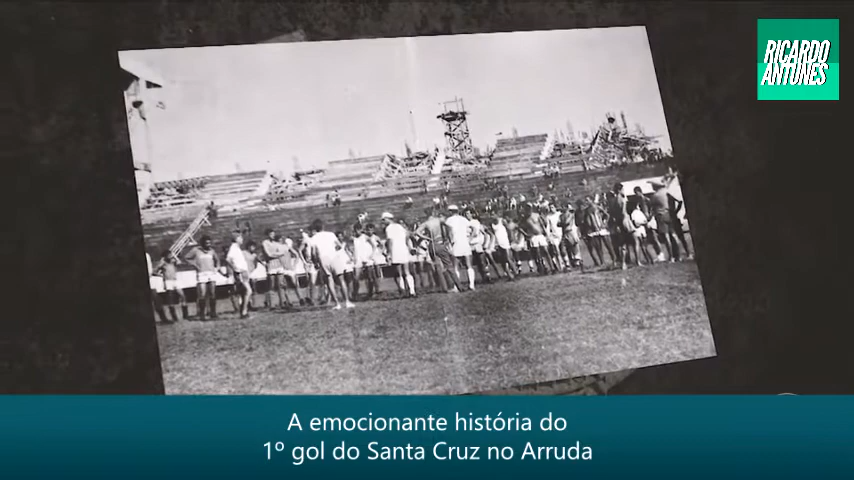 RICARDO
ANTUNES
A emocionante história do
1º gol do Santa Cruz no Arruda